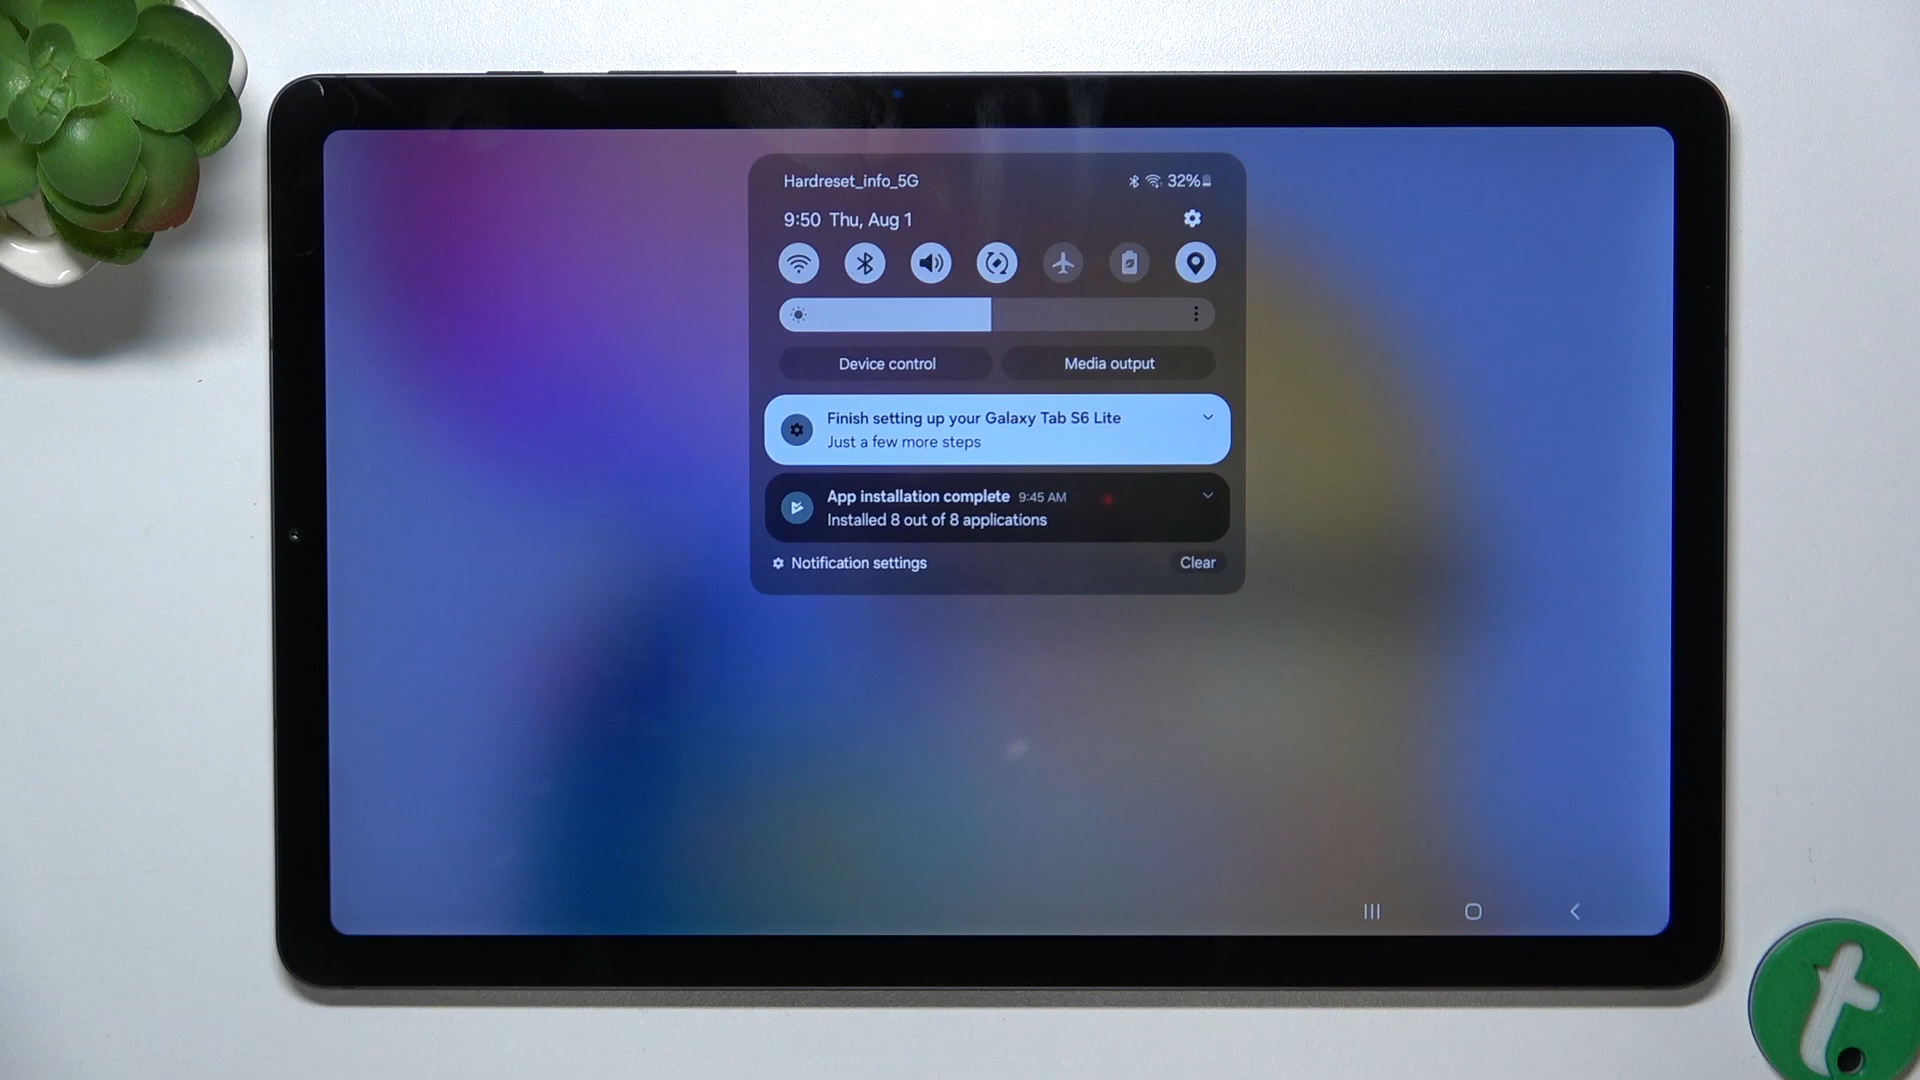 Hardreset_info_5G
32%
9:50 Thu, Aug 1
Device control
Media output
Finish setting up your Galaxy Tab S6 Lite
Just a few more steps
App installation complete 9:45 AM
Installed 8 out of 8 applications
Notification settings
Clear
t